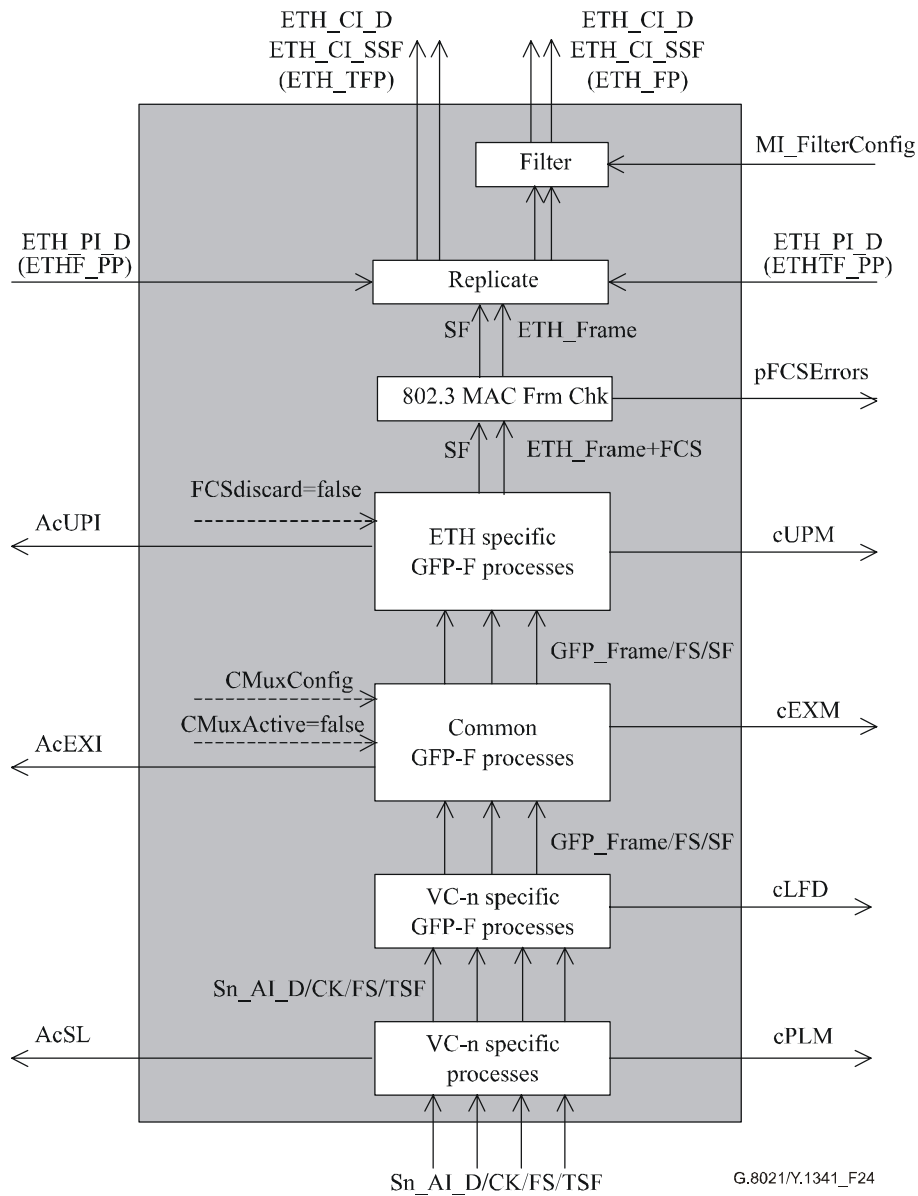 ETH_CI_D
ETH_CI_SSF
(ETH_TFP)
ETH_CI_D
ETH_CI_SSF
(ETH_FP)
Filter
MI_FilterConfig
ETH_PI_D
(ETHF_PP)
ETH_PI_D
(ETHTF_PP)
Replicate
SF
ETH_Frame
802.3 MAC Frm Chk
pFCSErrors
SF
ETH_Frame+FCS
FCSdiscard=false
AcUPI
ETH specific
GFP-F processes
cUPM
GFP_Frame/FS/SF
CMuxConfig
CMuxActive=false
AcEXI
Common
GFP-F processes
cEXM
GFP_Frame/FS/SF
VC-n specific
GFP-F processes
cLFD
Sn_AI_D/CK/FS/TSF
AcSL
VC-n specific
processes
cPLM
Sn_AI_D/CK/FS/TSF
G.8021/Y.1341_F24